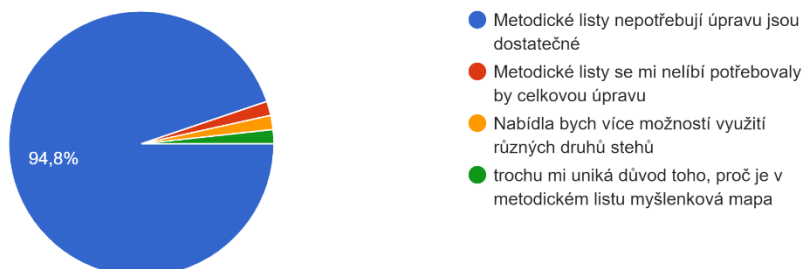 94,8%
Metodické listy nepotřebují úpravu jsou
dostatečné
Metodické listy se mi nelíbí potřebovaly
by celkovou úpravu
Nabídla bych více možností využití
různých druhů stehů
trochu mi uniká důvod toho, proč je v
metodickém listu myšlenková mapa